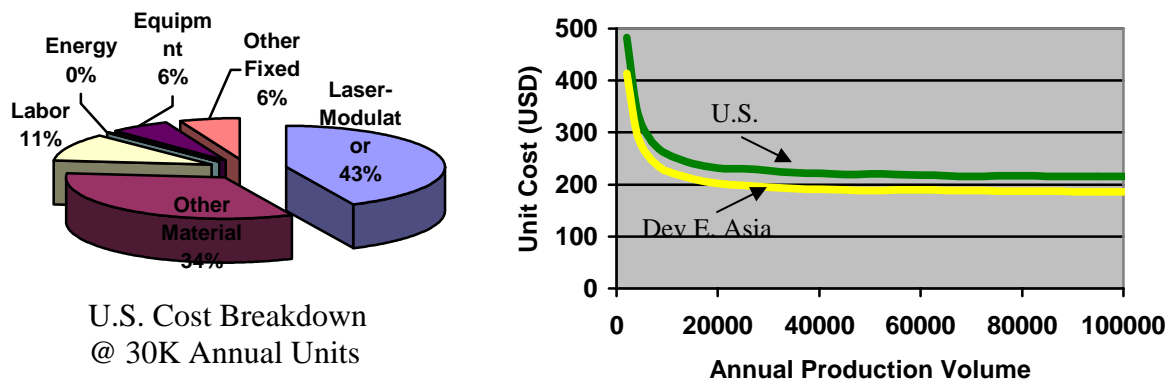 Equipm
nt
6%
Energy
0%
Other
Fixed
6%
Labor
11%
Laser-
Modulat
or
43%
Other
Material
34%
U.S. Cost Breakdown
@ 30K Annual Units
Unit Cost (USD)
500
400
300
200
100
0
U.S.
Dev E. Asia
0
20000
40000
60000
80000
100000
Annual Production Volume